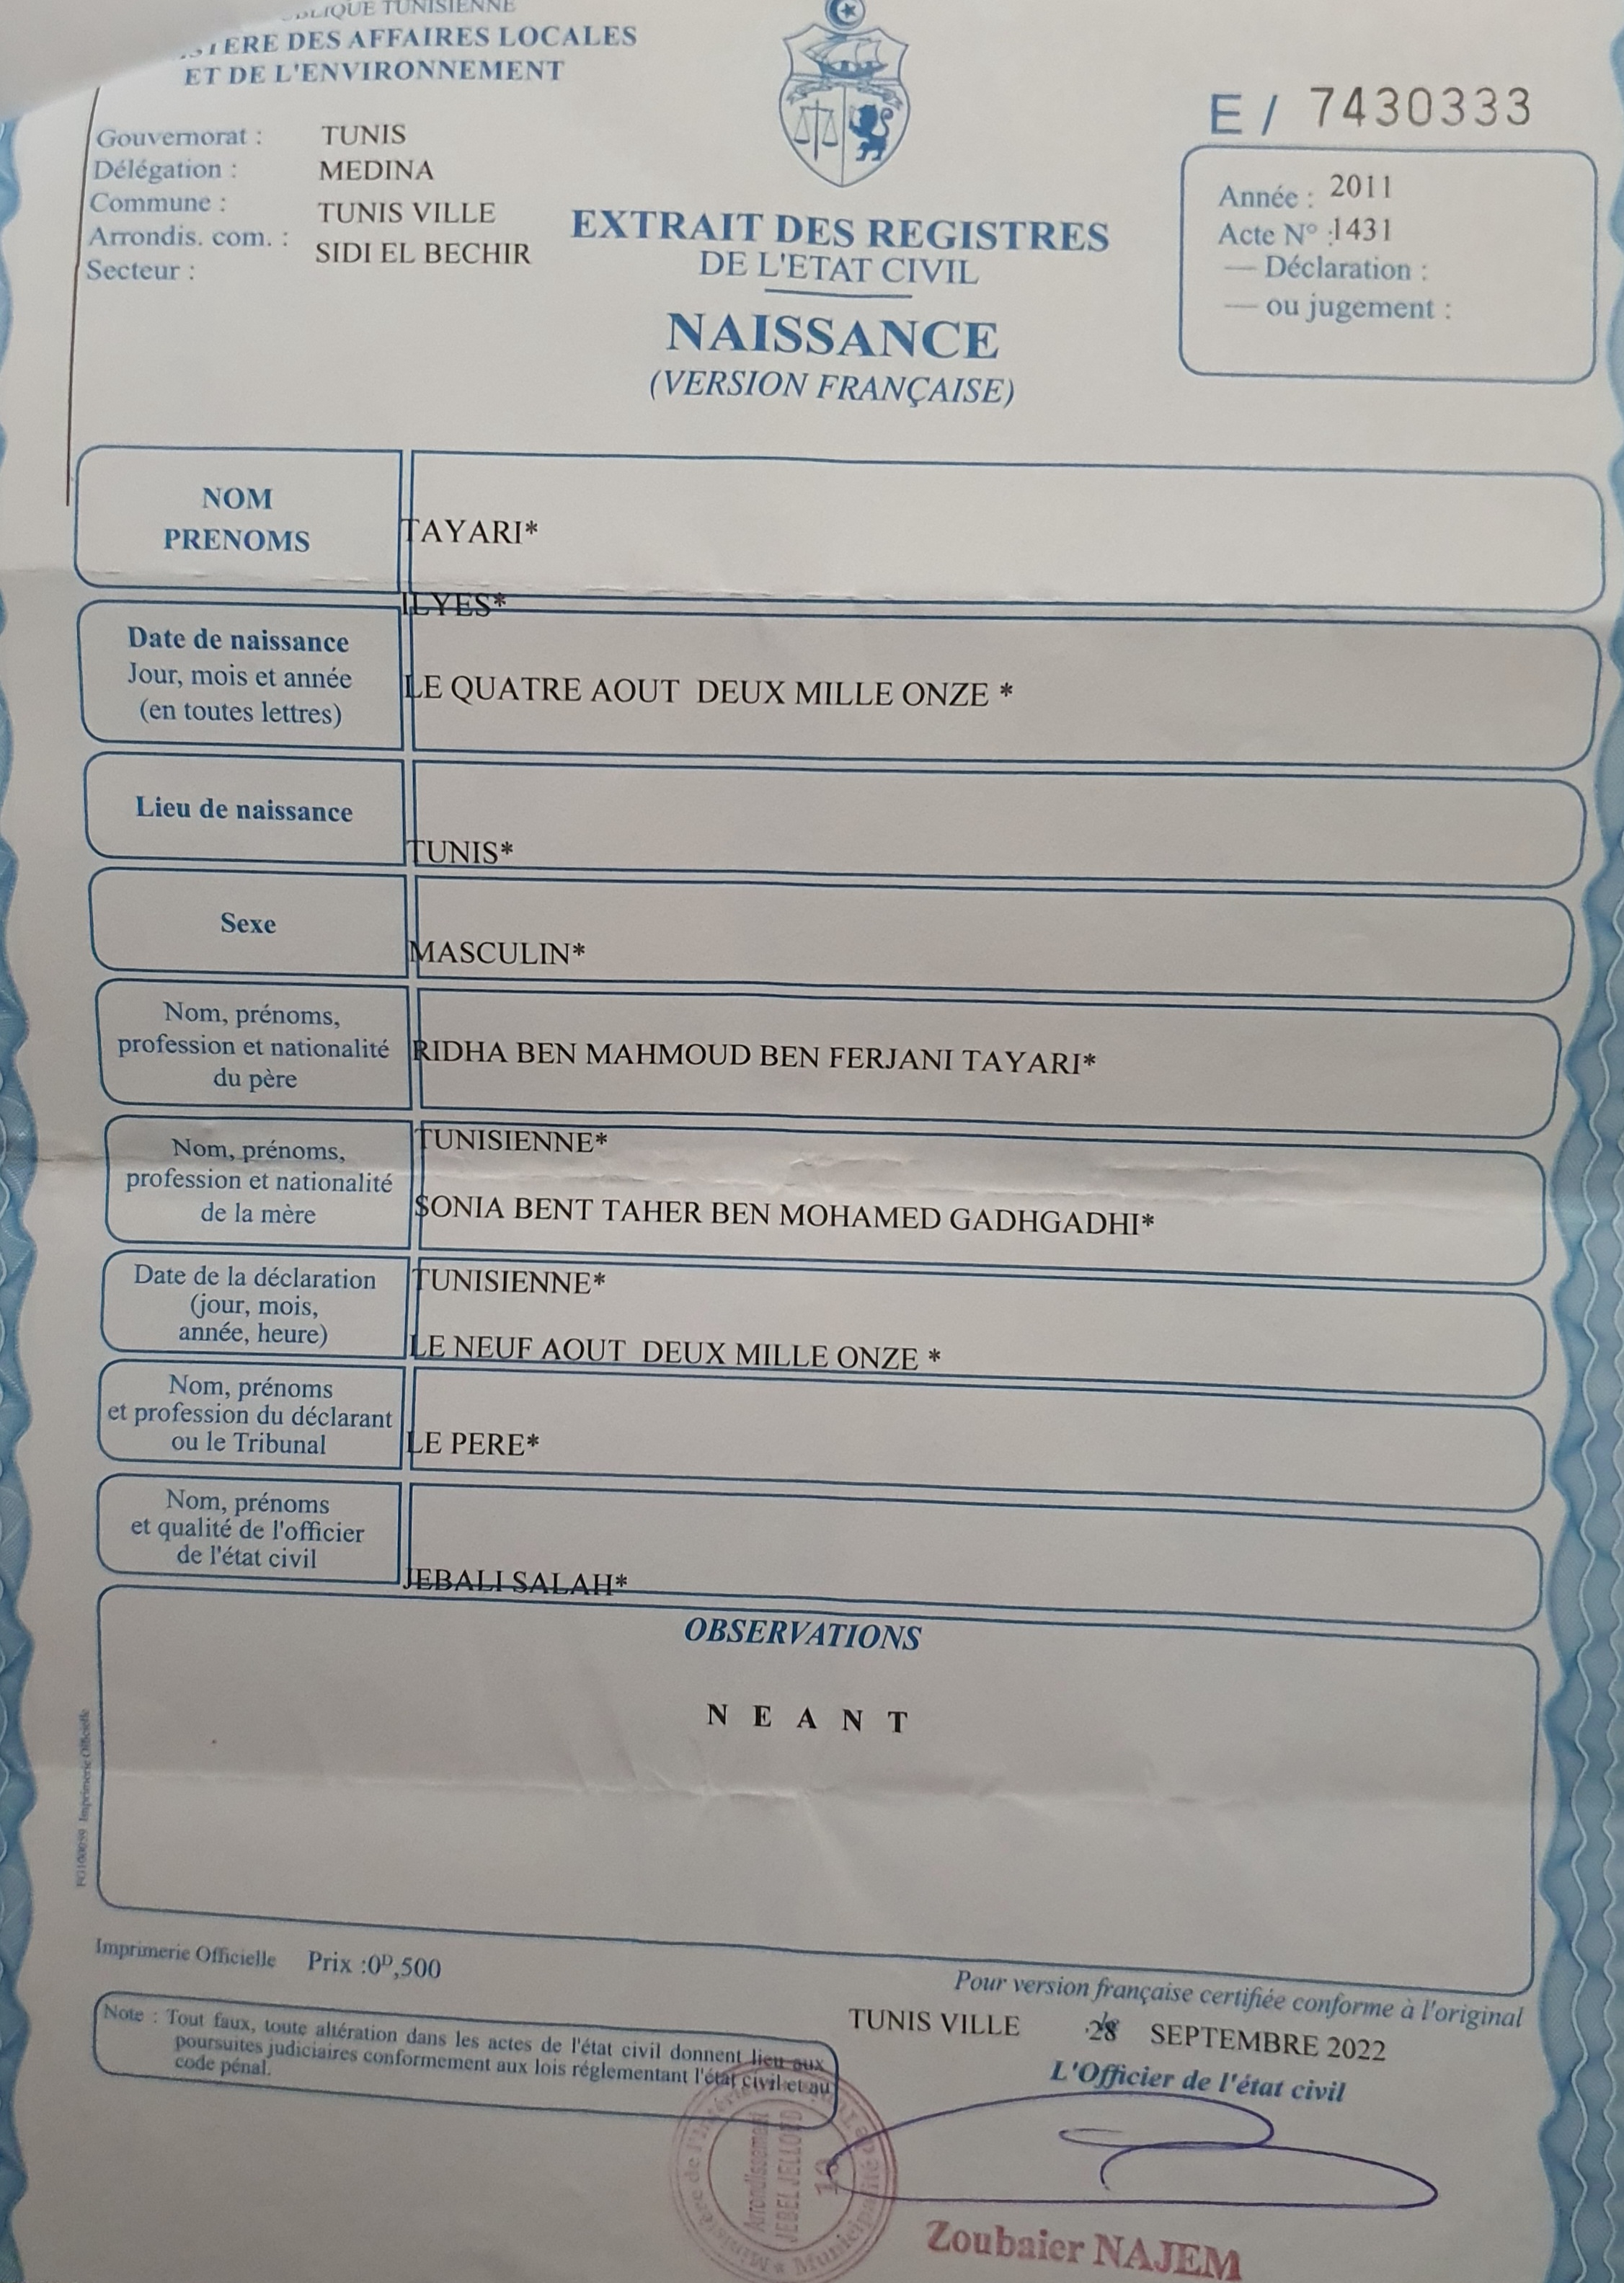 TUNISIENNE
DES AFFAIRES LOCALES
ET DE L'ENVIRONNEMENT
Gouvernorat : TUNIS
Délégation : MEDINA
Commune : TUNIS VILLE
Arrondis. com. : SIDI EL BECHIR
Secteur :
E / 7430333
Année : 2011
Acte N° :1431
— Déclaration :
— ou jugement :
EXTRAIT DES REGISTRES
DE L'ETAT CIVIL
NAISSANCE
(VERSION FRANÇAISE)
NOM
PRENOMS
TAYARI*
ILYES*
Date de naissance
Jour, mois et année
(en toutes lettres)
LE QUATRE AOUT DEUX MILLE ONZE *
Lieu de naissance
TUNIS*
Sexe
MASCULIN*
Nom, prénoms,
profession et nationalité
du père
RIDHA BEN MAHMOUD BEN FERJANI TAYARI*
TUNISIENNE*
Nom, prénoms,
profession et nationalité
de la mère
SONIA BENT TAHER BEN MOHAMED GADHGADHI*
TUNISIENNE*
Date de la déclaration
(jour, mois,
année, heure)
LE NEUF AOUT DEUX MILLE ONZE *
Nom, prénoms
et profession du déclarant
ou le Tribunal
LE PERE*
Nom, prénoms
et qualité de l'officier
de l'état civil
JEBALI SALAH*
OBSERVATIONS
N E A N T
Imprimerie Officielle
Imprimerie Officielle Prix :0ᴰ,500
Note : Tout faux, toute altération dans les actes de l'état civil donnent lieu aux
poursuites judiciaires conformement aux lois réglementant l'état civil et au
code pénal.
Pour version française certifiée conforme à l'original
TUNIS VILLE 28 SEPTEMBRE 2022
L'Officier de l'état civil
Arrondissement
JEBEL JELLOUD
Zoubaier NAJEM